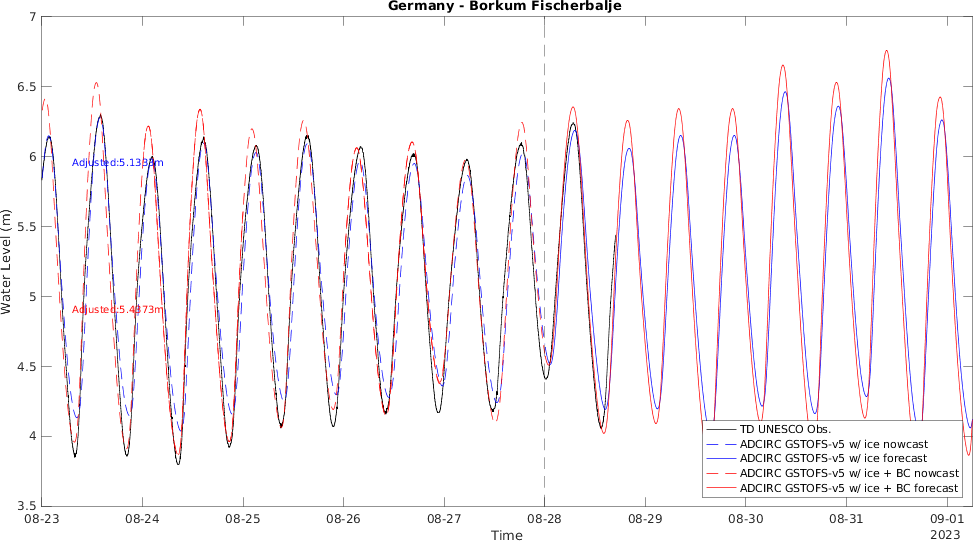 Germany - Borkum Fischerbalje
7
6.5
6
5.5
5
4.5
4
3.5
Water Level (m)
Adjusted:5.1333m
Adjusted:5.4373m
TD UNESCO Obs.
ADCIRC GSTOFS-v5 w/ ice nowcast
ADCIRC GSTOFS-v5 w/ ice forecast
ADCIRC GSTOFS-v5 w/ ice + BC nowcast
ADCIRC GSTOFS-v5 w/ ice + BC forecast
08-23 08-24 08-25 08-26 08-27 08-28 08-29 08-30 08-31 09-01
2023
Time